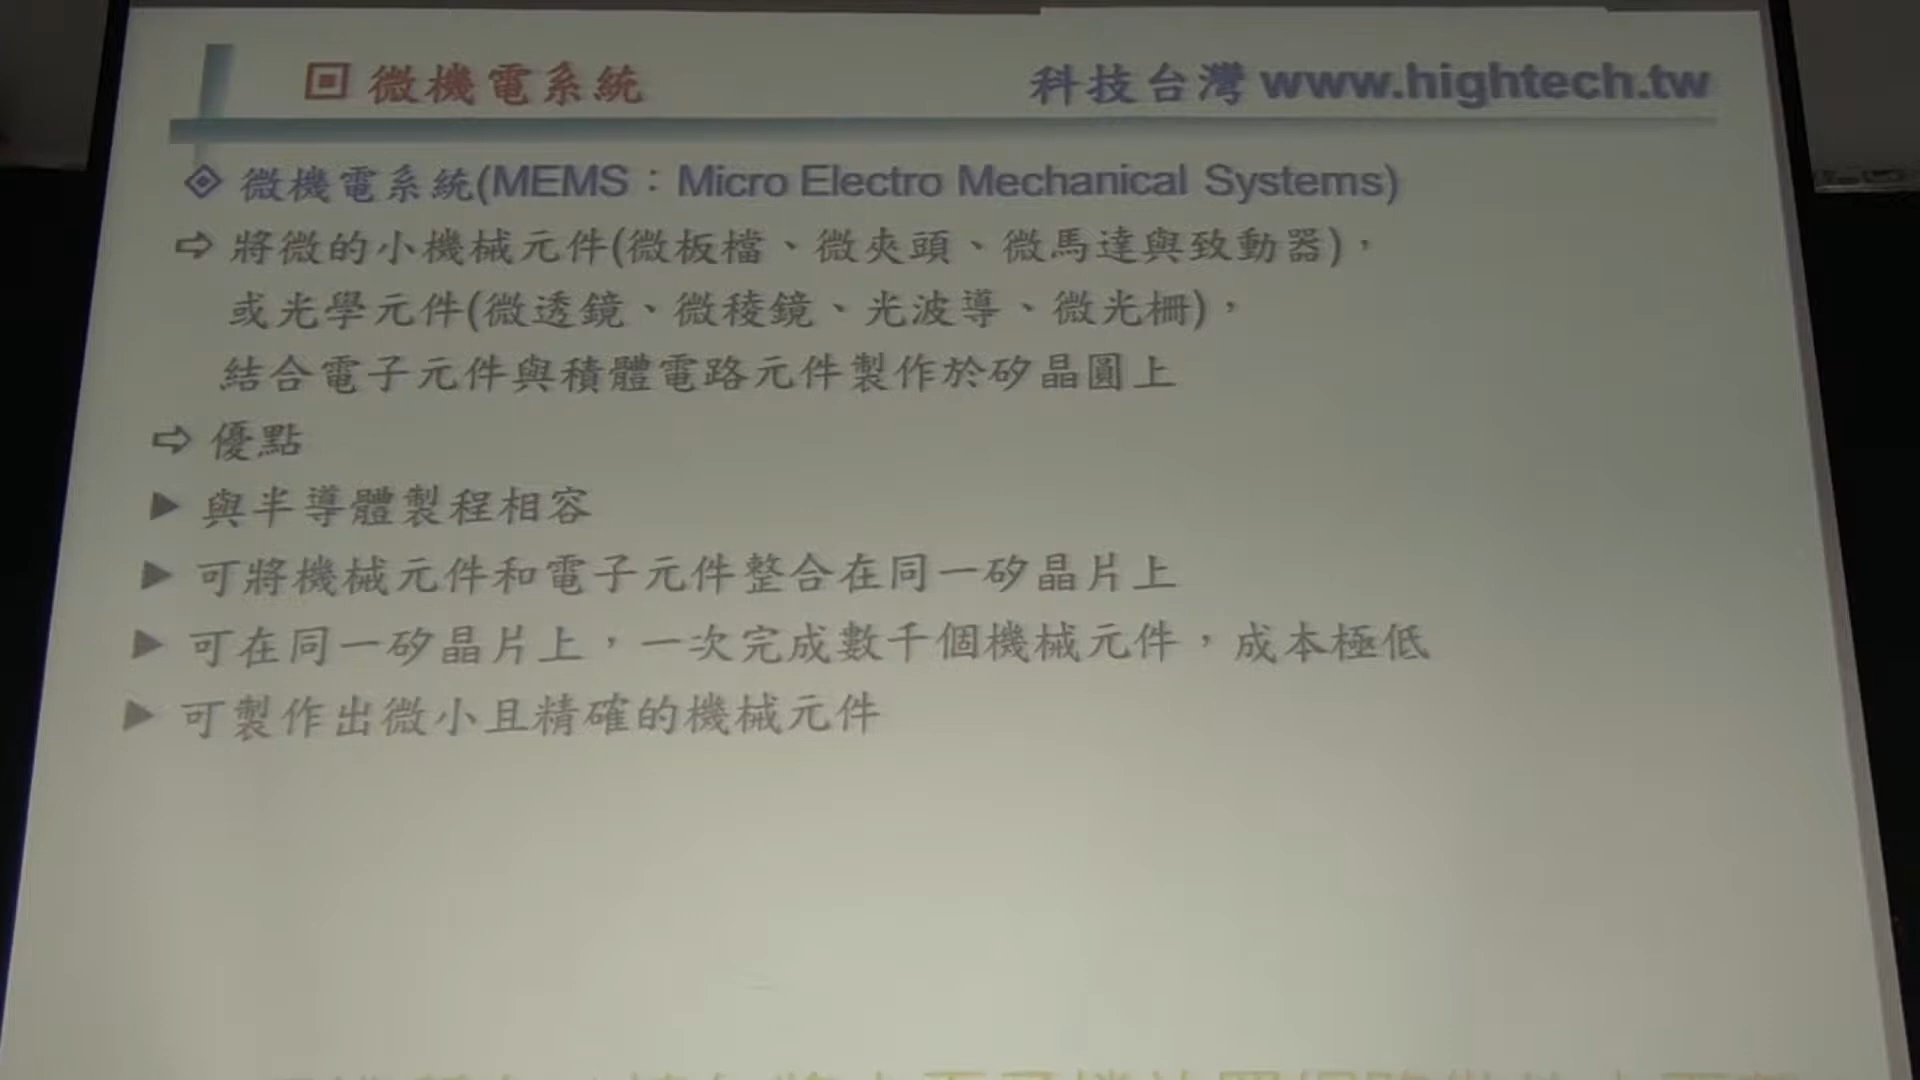 微機電系統
科技台灣 www.hightech.tw
微機電系統(MEMS：Micro Electro Mechanical Systems)
將微的小機械元件(微板檔、微夾頭、微馬達與致動器)，
或光學元件(微透鏡、微稜鏡、光波導、微光柵)，
結合電子元件與積體電路元件製作於矽晶圓上
優點
與半導體製程相容
可將機械元件和電子元件整合在同一矽晶片上
可在同一矽晶片上，一次完成數千個機械元件，成本極低
可製作出微小且精確的機械元件